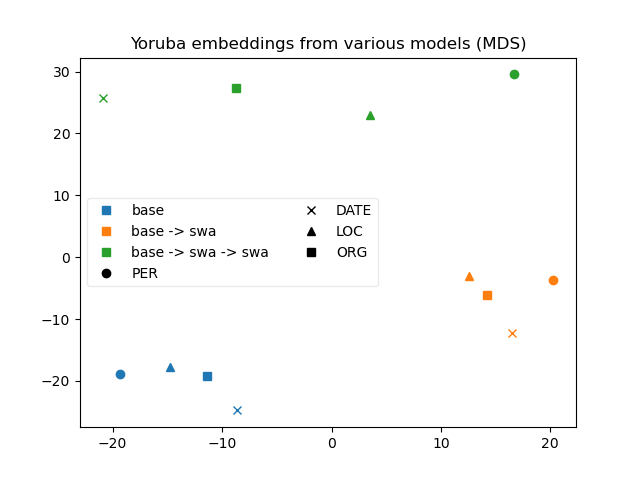 Yoruba embeddings from various models (MDS)
30
20
10
0
−10
−20
base
base -> swa
base -> swa -> swa
PER
DATE
LOC
ORG
−20 −10 0 10 20